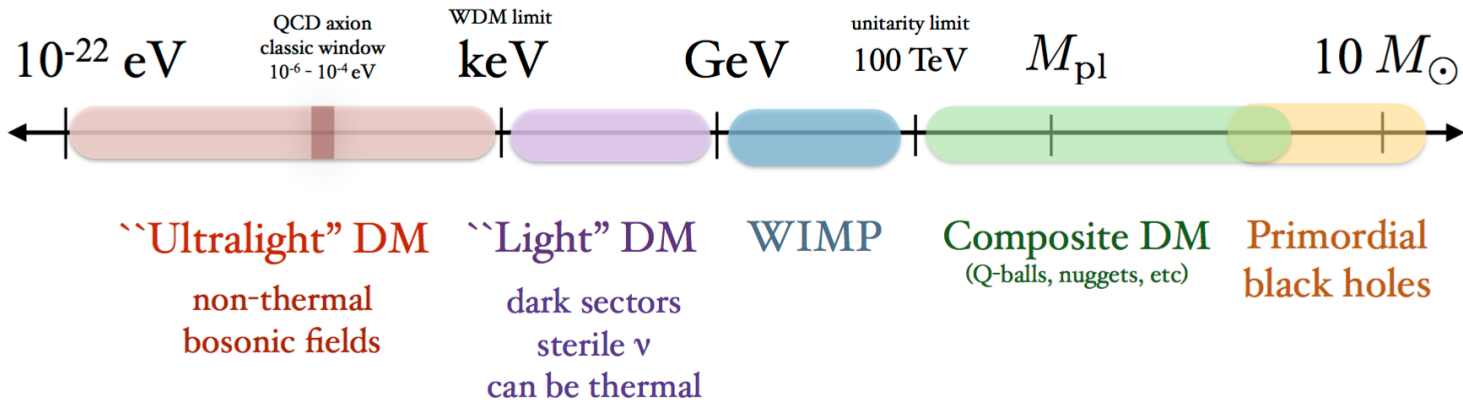 10⁻²² eV
QCD axion
classic window
10⁻⁶ - 10⁻⁴ eV
WDM limit
keV
GeV
unitarity limit
100 TeV
Mₚₗ
10 M☉
``Ultralight” DM
non-thermal
bosonic fields
``Light” DM
dark sectors
sterile ν
can be thermal
WIMP
Composite DM
(Q-balls, nuggets, etc)
Primordial
black holes